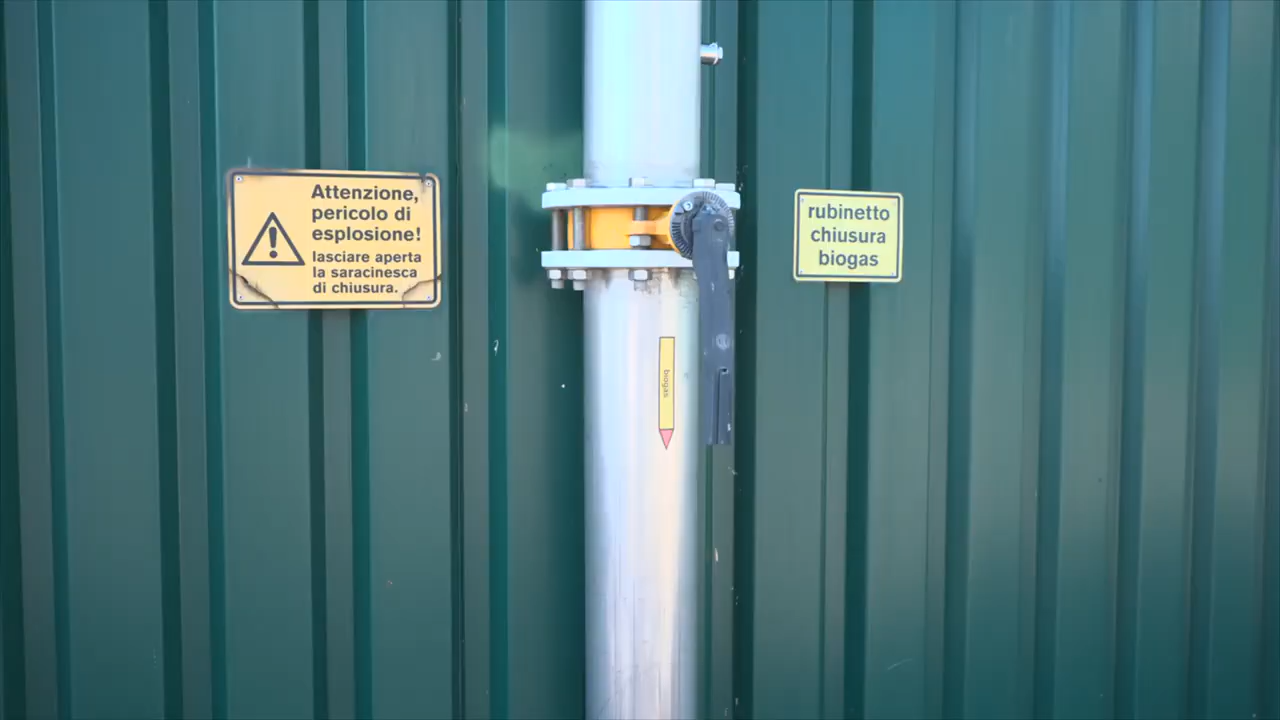 Attenzione,
pericolo di
esplosione!
lasciare aperta
la saracinesca
di chiusura.
biogas
rubinetto
chiusura
biogas